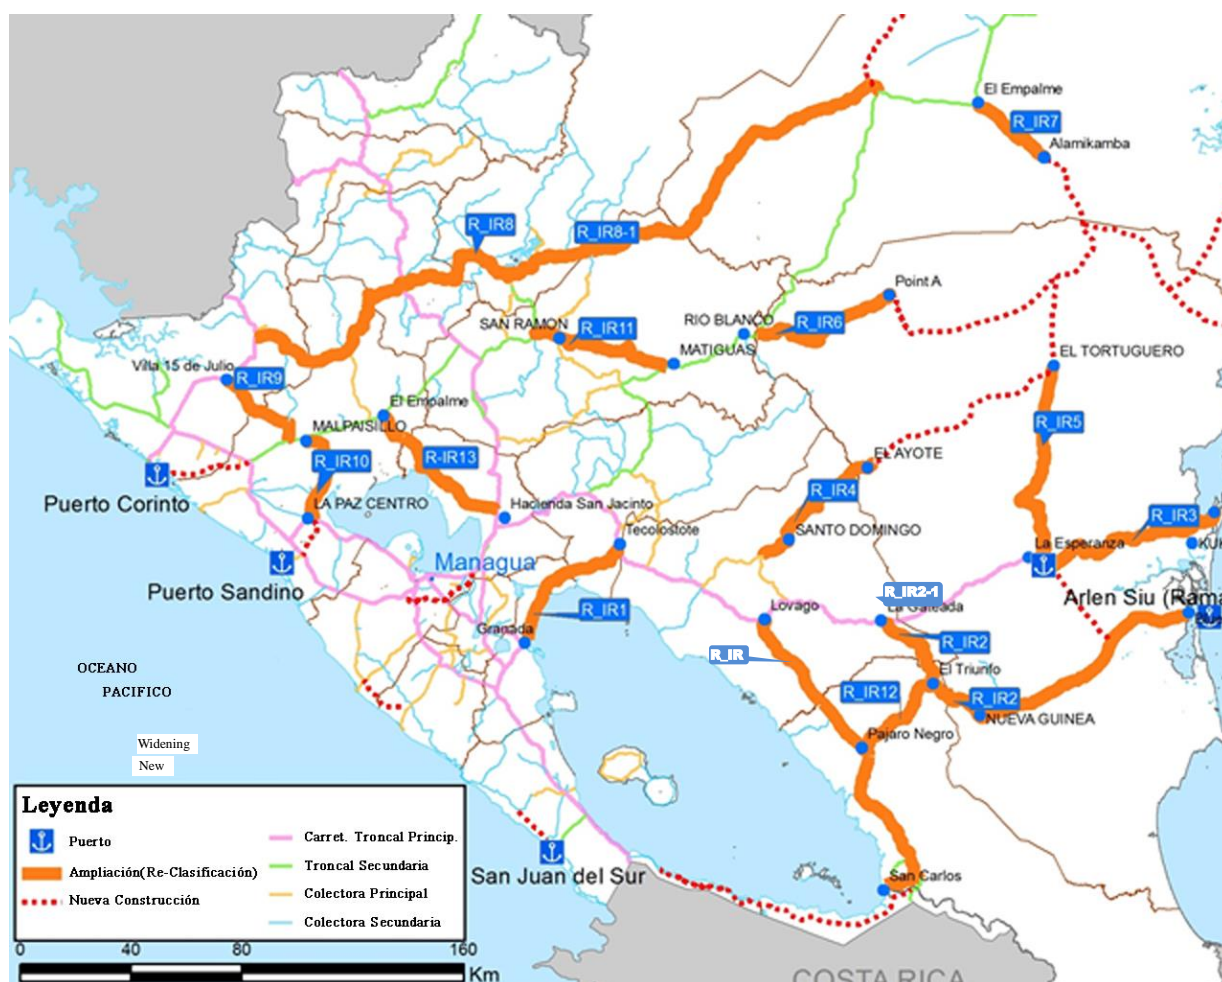 El Empalme
R_IR7
Alamikamba
R_IR8
R_IR8-1
Point A
SAN RAMON
R_IR11
RIO BLANCO
R_IR6
MATIGUAS
EL TORTUGUERO
Villa 15 de Julio
R_IR9
El Empalme
R_IR5
MALPAISILLO
R_IR10
R-IR13
EL AYOTE
R_IR4
Puerto Corinto
LA PAZ CENTRO
Hacienda San Jacinto
R_IR3
Tecolostote
SANTO DOMINGO
La Esperanza
Managua
Puerto Sandino
R_IR2-1
Arlen Siu (Rama
Lovago
La Gateada
R_IR1
Granada
R_IR2
R_IR
El Triunfo
OCEANO
PACIFICO
R_IR12
R_IR2
NUEVA GUINEA
Pajaro Negro
Widening
New
Leyenda
Puerto
Ampliación(Re-Clasificación)
Nueva Construcción
Carret. Troncal Princip.
Troncal Secundaria
Colectora Principal
Colectora Secundaria
San Juan del Sur
San Carlos
0 40 80 160
Km
COSTA RICA